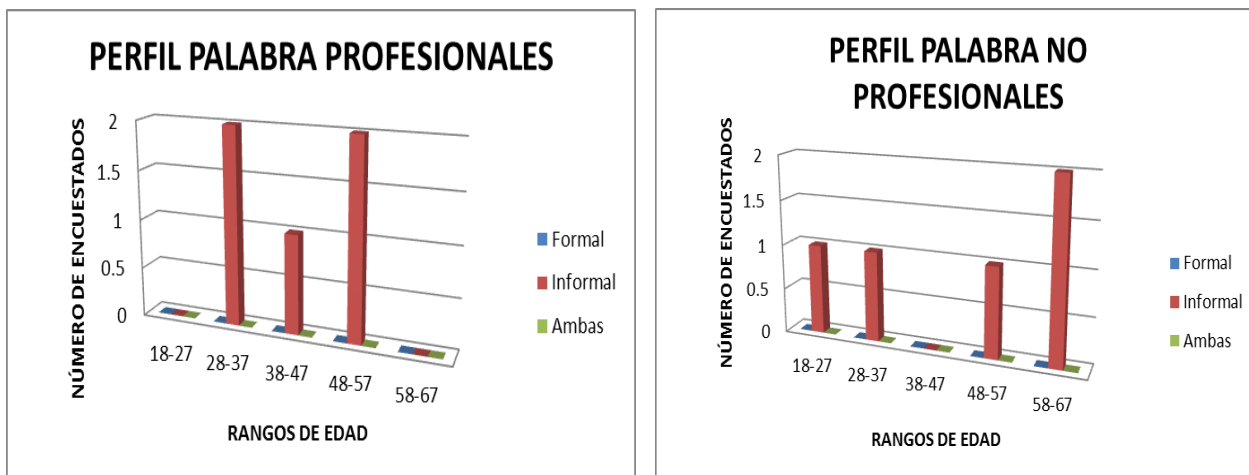 PERFIL PALABRA PROFESIONALES
NÚMERO DE ENCUESTADOS
2
1.5
1
0.5
0
18-27
28-37
38-47
48-57
58-67
RANGOS DE EDAD
Formal
Informal
Ambas
PERFIL PALABRA NO
PROFESIONALES
NÚMERO DE ENCUESTADOS
2
1.5
1
0.5
0
18-27
28-37
38-47
48-57
58-67
RANGOS DE EDAD
Formal
Informal
Ambas